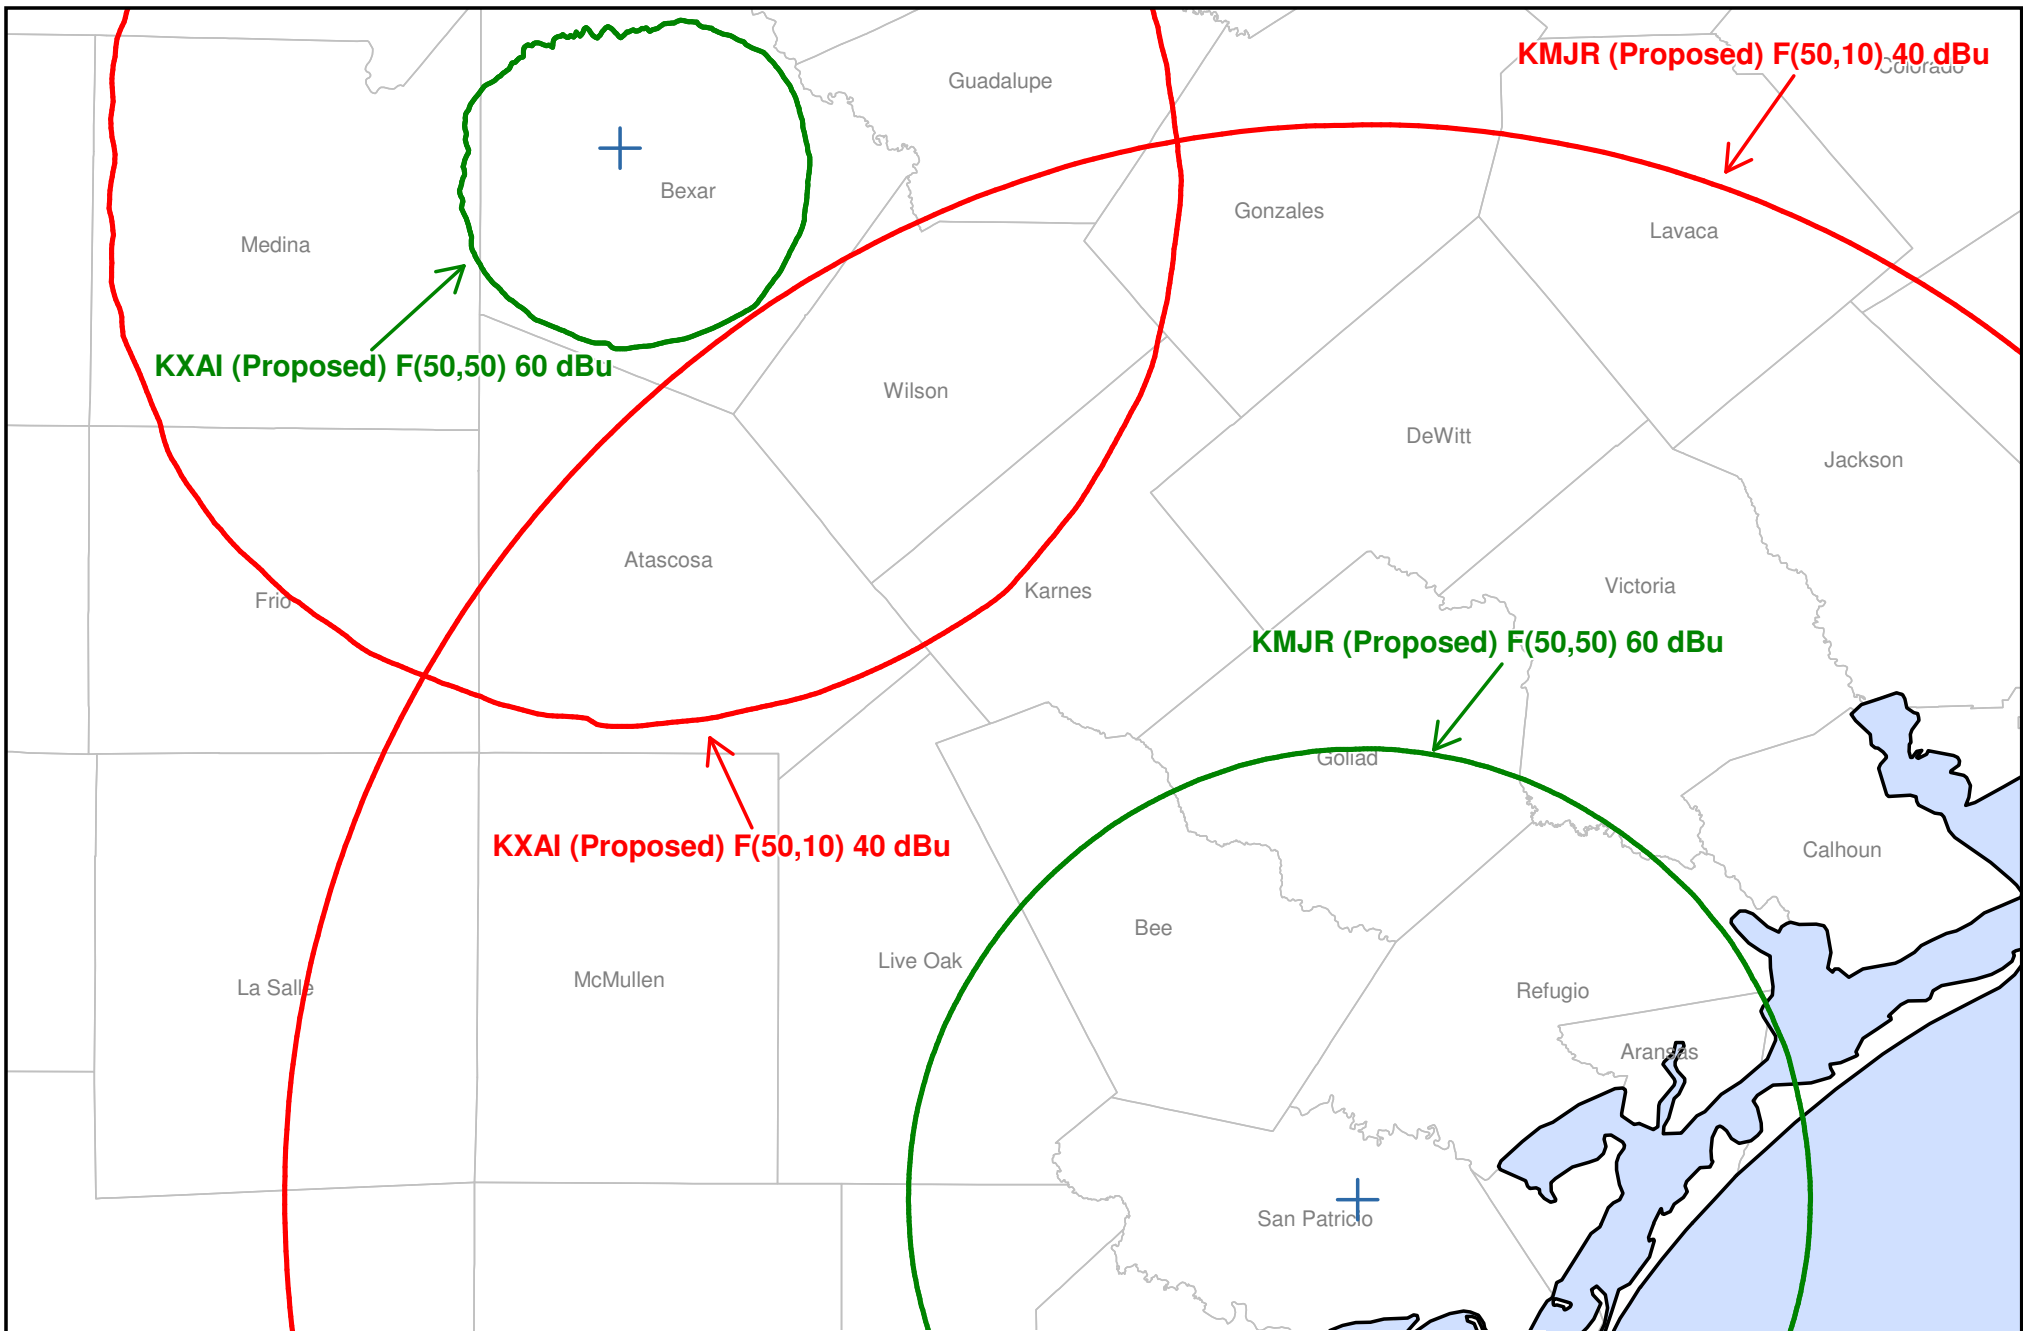 KMJR (Proposed) F(50,10) 40 dBu
Colorado
Guadalupe
Bexar
Gonzales
Lavaca
Medina
KXAI (Proposed) F(50,50) 60 dBu
Wilson
DeWitt
Jackson
Atascosa
Victoria
Karnes
Frio
KMJR (Proposed) F(50,50) 60 dBu
Goliad
KXAI (Proposed) F(50,10) 40 dBu
Calhoun
Bee
Live Oak
McMullen
La Salle
Refugio
Aransas
San Patricio